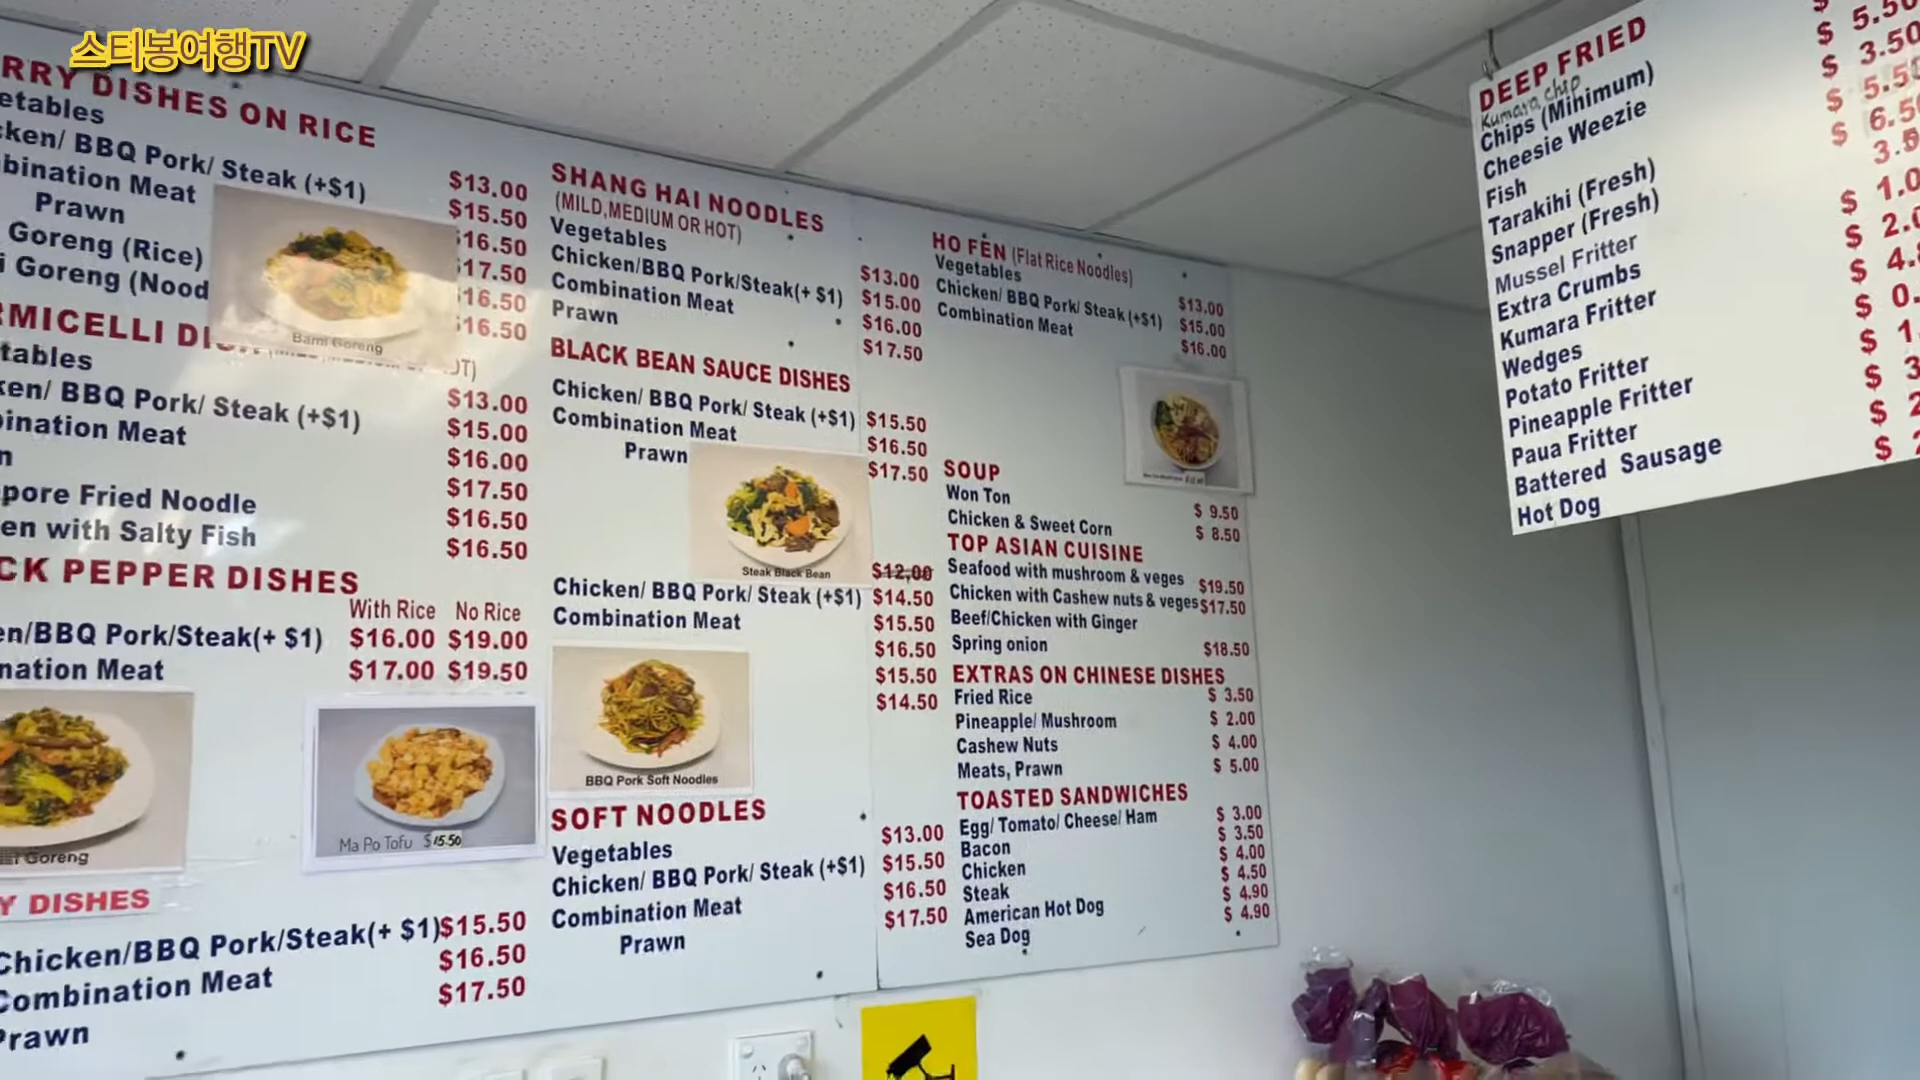 스티봉여행TV
RRY DISHES ON RICE
etables $13.00
cken/ BBQ Pork/ Steak (+$1) $15.50
bination Meat $16.50
Prawn $17.50
Goreng (Rice) $16.50
i Goreng (Nood $16.50
Bami Goreng
RMICELLI DI
tables $13.00
ken/ BBQ Pork/ Steak (+$1) $15.00
ination Meat $16.00
n $17.50
pore Fried Noodle $16.50
en with Salty Fish $16.50
CK PEPPER DISHES
With Rice No Rice
en/BBQ Pork/Steak(+ $1) $16.00 $19.00
nation Meat $17.00 $19.50
Goreng
Ma Po Tofu $15.50
Y DISHES
Chicken/BBQ Pork/Steak(+ $1) $15.50
Combination Meat $16.50
Prawn $17.50
SHANG HAI NOODLES
(MILD,MEDIUM OR HOT)
Vegetables $13.00
Chicken/BBQ Pork/Steak(+ $1) $15.00
Combination Meat $16.00
Prawn $17.50
BLACK BEAN SAUCE DISHES
Chicken/ BBQ Pork/ Steak (+$1) $15.50
Combination Meat $16.50
Prawn $17.50
Steak Black Bean
$12,00
Chicken/ BBQ Pork/ Steak (+$1) $14.50
Combination Meat $15.50
$16.50
$15.50
$14.50
BBQ Pork Soft Noodles
SOFT NOODLES
Vegetables $13.00
Chicken/ BBQ Pork/ Steak (+$1) $15.50
Combination Meat $16.50
Prawn $17.50
HO FEN (Flat Rice Noodles)
Vegetables $13.00
Chicken/ BBQ Pork/ Steak (+$1) $15.00
Combination Meat $16.00
SOUP
Won Ton $ 9.50
Chicken & Sweet Corn $ 8.50
TOP ASIAN CUISINE
Seafood with mushroom & veges $19.50
Chicken with Cashew nuts & veges $17.50
Beef/Chicken with Ginger
Spring onion $18.50
EXTRAS ON CHINESE DISHES
Fried Rice $ 3.50
Pineapple/ Mushroom $ 2.00
Cashew Nuts $ 4.00
Meats, Prawn $ 5.00
TOASTED SANDWICHES
Egg/ Tomato/ Cheese/ Ham $ 3.00
Bacon $ 3.50
Chicken $ 4.00
Steak $ 4.50
American Hot Dog $ 4.90
Sea Dog $ 4.90
DEEP FRIED
Kumara chip
Chips (Minimum)
Cheesie Weezie
Fish
Tarakihi (Fresh)
Snapper (Fresh)
Mussel Fritter
Extra Crumbs
Kumara Fritter
Wedges
Potato Fritter
Pineapple Fritter
Paua Fritter
Battered Sausage
Hot Dog
$ 5.50
$ 3.50